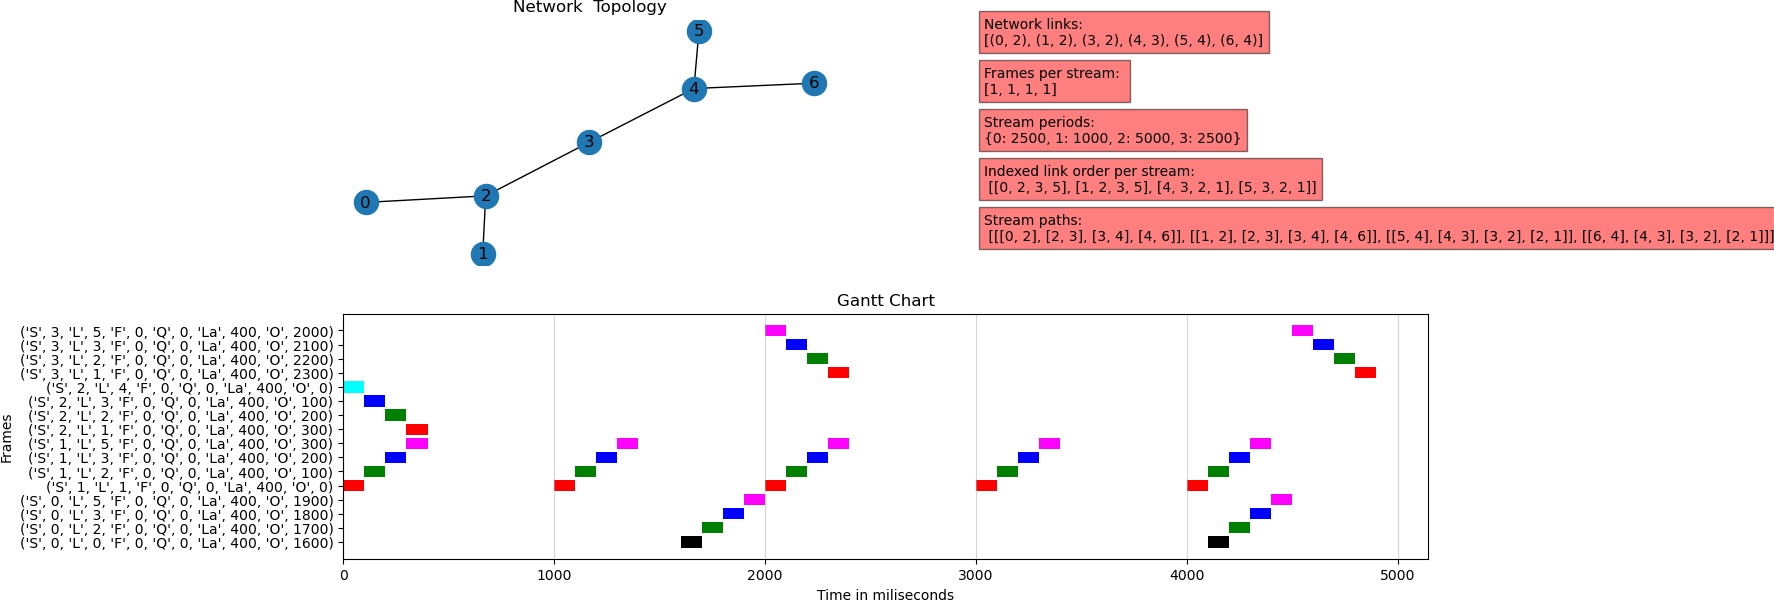 Network  Topology
5
6
4
3
2
0
1
Network links:
[(0, 2), (1, 2), (3, 2), (4, 3), (5, 4), (6, 4)]
Frames per stream:
[1, 1, 1, 1]
Stream periods:
{0: 2500, 1: 1000, 2: 5000, 3: 2500}
Indexed link order per stream:
[[0, 2, 3, 5], [1, 2, 3, 5], [4, 3, 2, 1], [5, 3, 2, 1]]
Stream paths:
[[[0, 2], [2, 3], [3, 4], [4, 6]], [[1, 2], [2, 3], [3, 4], [4, 6]], [[5, 4], [4, 3], [3, 2], [2, 1]], [[6, 4], [4, 3], [3, 2], [2, 1]]]
Gantt Chart
Frames
('S', 3, 'L', 5, 'F', 0, 'Q', 0, 'La', 400, 'O', 2000)
('S', 3, 'L', 3, 'F', 0, 'Q', 0, 'La', 400, 'O', 2100)
('S', 3, 'L', 2, 'F', 0, 'Q', 0, 'La', 400, 'O', 2200)
('S', 3, 'L', 1, 'F', 0, 'Q', 0, 'La', 400, 'O', 2300)
('S', 2, 'L', 4, 'F', 0, 'Q', 0, 'La', 400, 'O', 0)
('S', 2, 'L', 3, 'F', 0, 'Q', 0, 'La', 400, 'O', 100)
('S', 2, 'L', 2, 'F', 0, 'Q', 0, 'La', 400, 'O', 200)
('S', 2, 'L', 1, 'F', 0, 'Q', 0, 'La', 400, 'O', 300)
('S', 1, 'L', 5, 'F', 0, 'Q', 0, 'La', 400, 'O', 300)
('S', 1, 'L', 3, 'F', 0, 'Q', 0, 'La', 400, 'O', 200)
('S', 1, 'L', 2, 'F', 0, 'Q', 0, 'La', 400, 'O', 100)
('S', 1, 'L', 1, 'F', 0, 'Q', 0, 'La', 400, 'O', 0)
('S', 0, 'L', 5, 'F', 0, 'Q', 0, 'La', 400, 'O', 1900)
('S', 0, 'L', 3, 'F', 0, 'Q', 0, 'La', 400, 'O', 1800)
('S', 0, 'L', 2, 'F', 0, 'Q', 0, 'La', 400, 'O', 1700)
('S', 0, 'L', 0, 'F', 0, 'Q', 0, 'La', 400, 'O', 1600)
0 1000 2000 3000 4000 5000
Time in miliseconds